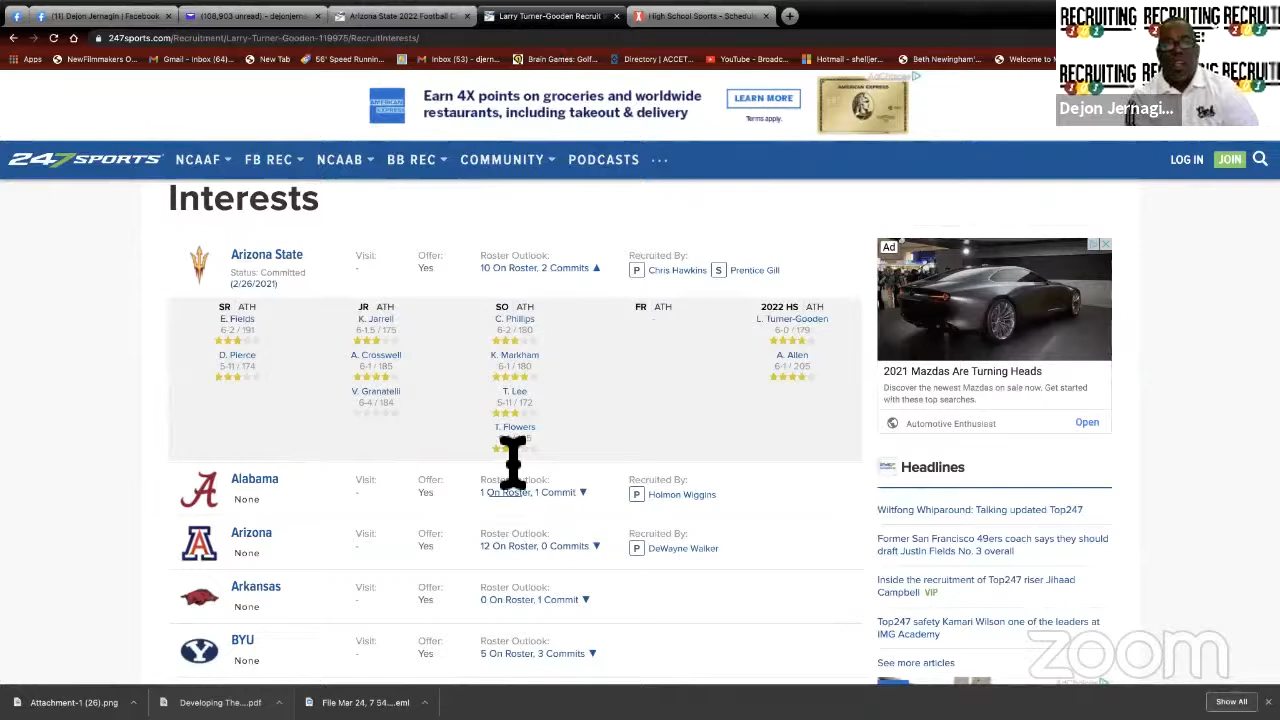 Dejon Jernagin | Facebook
(108,903 unread) - dejonjerns
Arizona State 2022 Football C
Larry Turner-Gooden Recruit
High School Sports - Schedule
247sports.com/Recruitment/Larry-Turner-Gooden-119975/RecruitInterests/
Apps
NewFilmmakers O...
Gmail - Inbox (64)...
New Tab
56' Speed Runnin...
Inbox (53) - djern...
Brain Games: Golf...
Directory | ACCET...
YouTube - Broadc...
Hotmail - shelljer...
Beth Newingham'...
Welcome to M
RECRUITING RECRUITING RECRUIT
RECRUITING RECRUIT
Dejon Jernagi...
AdChoices
AMERICAN EXPRESS
Earn 4X points on groceries and worldwide
restaurants, including takeout & delivery
LEARN MORE
Terms apply.
247SPORTS
NCAAF
FB REC
NCAAB
BB REC
COMMUNITY
PODCASTS
...
LOG IN
JOIN
Interests
Arizona State
Status: Committed
(2/26/2021)
Visit:
-
Offer:
Yes
Roster Outlook:
10 On Roster, 2 Commits
Recruited By:
P Chris Hawkins S Prentice Gill
SR ATH
E. Fields
6-2 / 191
D. Pierce
5-11 / 174
JR ATH
K. Jarrell
6-1.5 / 175
A. Crosswell
6-1 / 185
V. Granatelli
6-4 / 184
SO ATH
C. Phillips
6-2 / 180
K. Markham
6-1 / 180
T. Lee
5-11 / 172
T. Flowers
FR ATH
-
2022 HS ATH
L. Turner-Gooden
6-0 / 179
A. Allen
6-1 / 205
Alabama
None
Visit:
-
Offer:
Yes
Roster Outlook:
1 On Roster, 1 Commit
Recruited By:
P Holmon Wiggins
Arizona
None
Visit:
-
Offer:
Yes
Roster Outlook:
12 On Roster, 0 Commits
Recruited By:
P DeWayne Walker
Arkansas
None
Visit:
-
Offer:
Yes
Roster Outlook:
0 On Roster, 1 Commit
BYU
None
Visit:
-
Offer:
Yes
Roster Outlook:
5 On Roster, 3 Commits
Ad
2021 Mazdas Are Turning Heads
Discover the newest Mazdas on sale now. Get started
with these top searches.
Automotive Enthusiast
Open
Headlines
Wiltfong Whiparound: Talking updated Top247
Former San Francisco 49ers coach says they should
draft Justin Fields No. 3 overall
Inside the recruitment of Top247 riser Jihaad
Campbell VIP
Top247 safety Kamari Wilson one of the leaders at
IMG Academy
See more articles
AdChoices
zoom
Attachment-1 (26).png
Developing The....pdf
File Mar 24, 7 54....eml
Show All